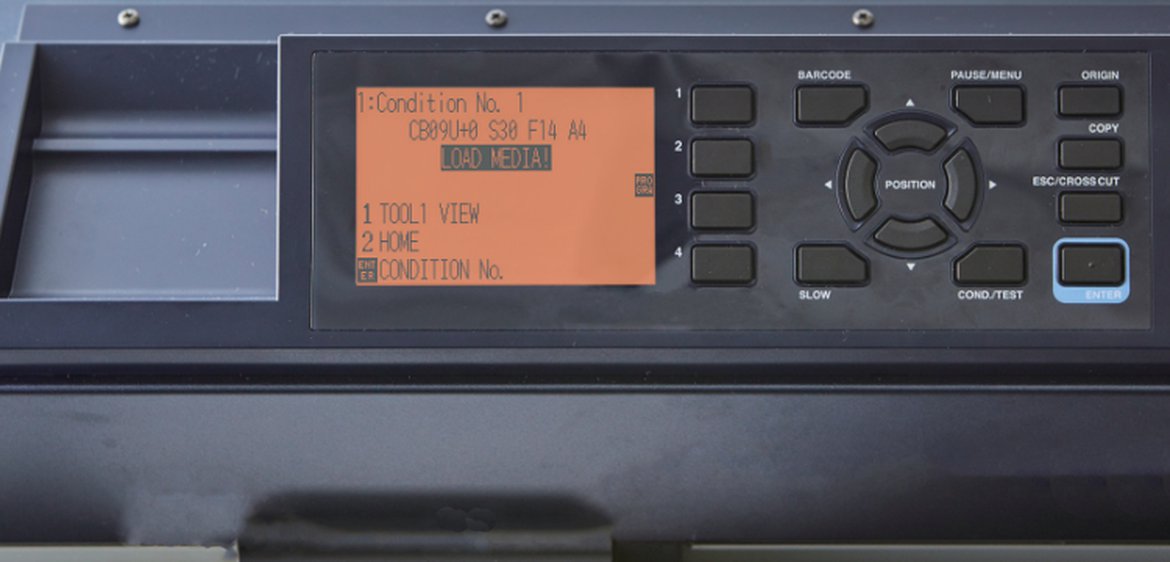 1:Condition No. 1
CB09U+0 S30 F14 A4
LOAD MEDIA!
PRO
GRM
1 TOOL1 VIEW
2 HOME
ENT
ER CONDITION No.
1
2
3
4
BARCODE
PAUSE/MENU
ORIGIN
COPY
ESC/CROSS CUT
POSITION
SLOW
COND./TEST
ENTER